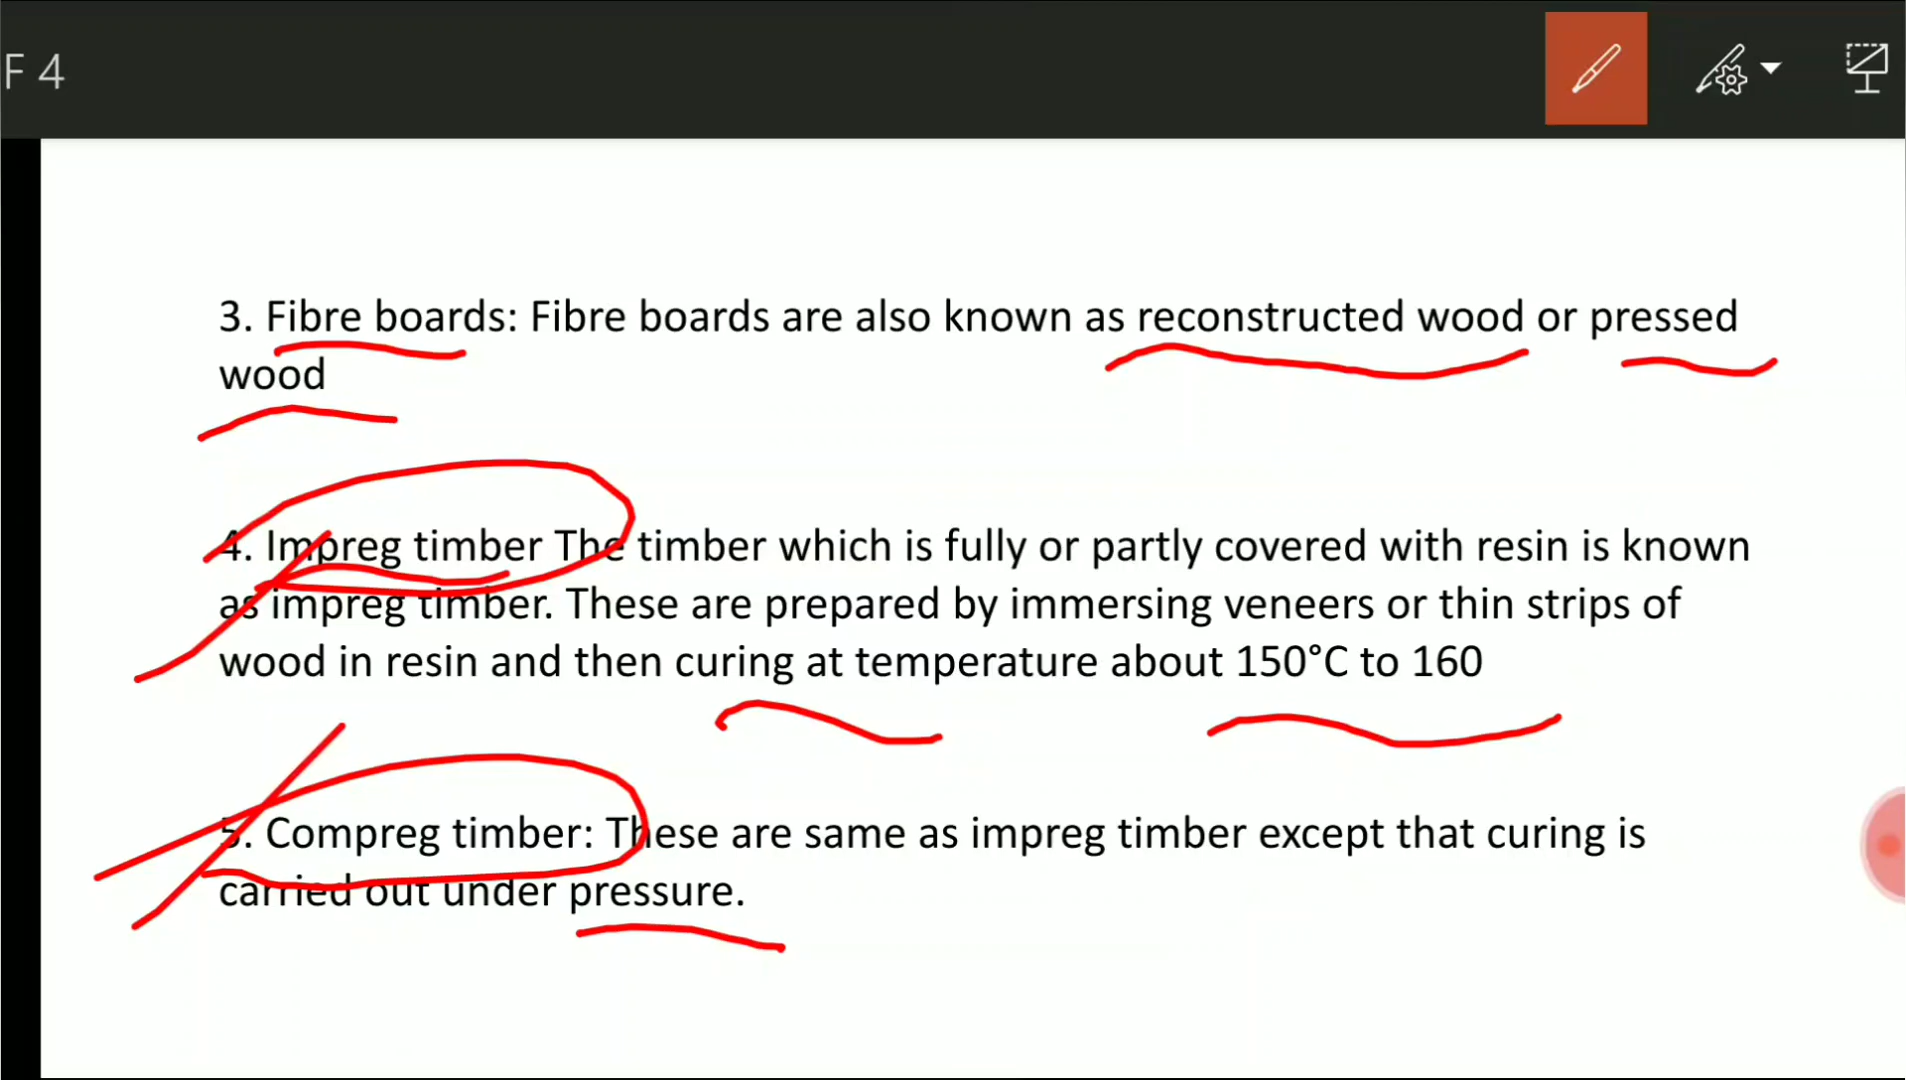 F 4
3. Fibre boards: Fibre boards are also known as reconstructed wood or pressed
wood
4. Impreg timber The timber which is fully or partly covered with resin is known
as impreg timber. These are prepared by immersing veneers or thin strips of
wood in resin and then curing at temperature about 150°C to 160
5. Compreg timber: These are same as impreg timber except that curing is
carried out under pressure.